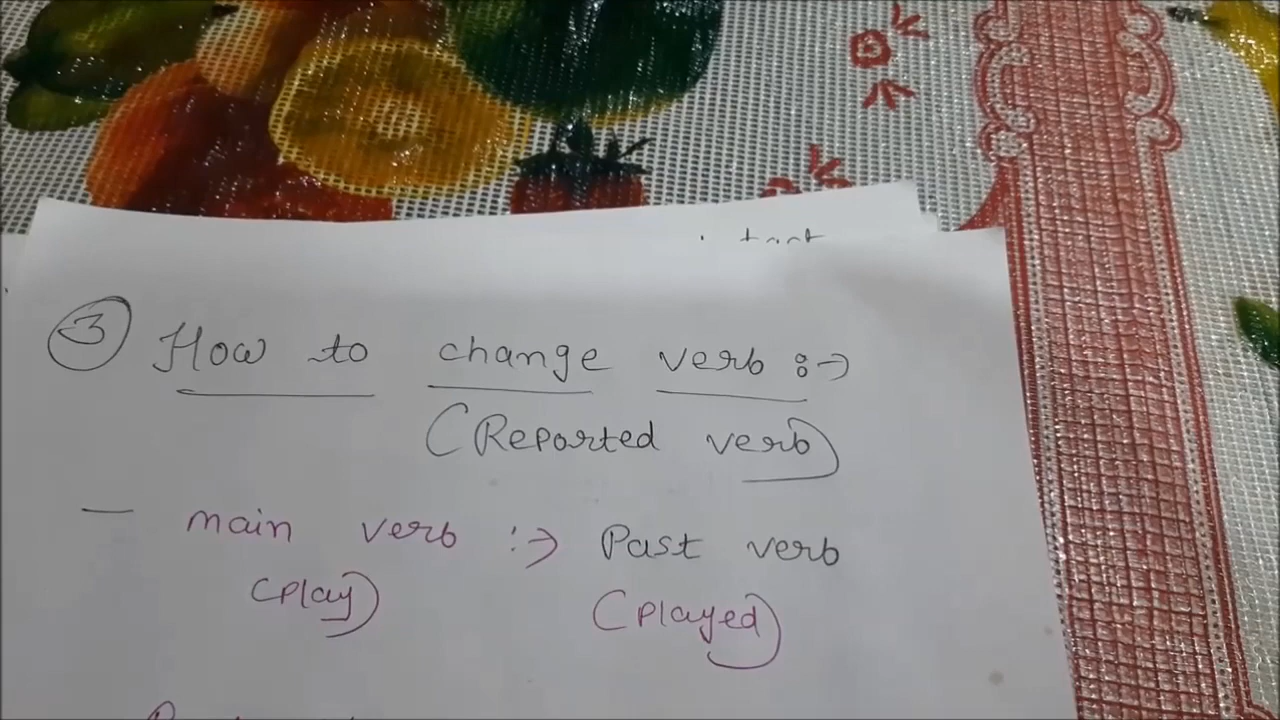 ③ How to change verb :->
(Reported verb)
— main verb :-> Past verb
(Play) (Played)